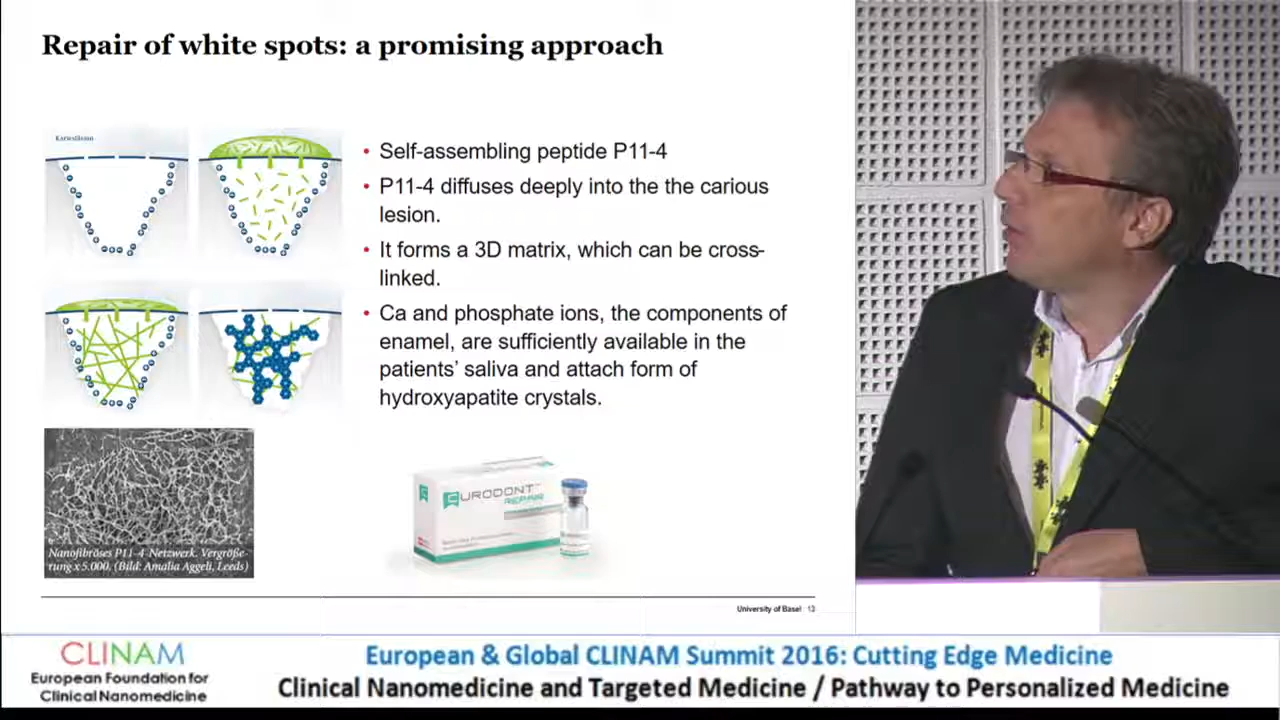 Repair of white spots: a promising approach
Kariesläsion
• Self-assembling peptide P11-4
• P11-4 diffuses deeply into the the carious
lesion.
• It forms a 3D matrix, which can be cross-
linked.
• Ca and phosphate ions, the components of
enamel, are sufficiently available in the
patients’ saliva and attach form of
hydroxyapatite crystals.
CURODONT™
REPAIR
Nanofibröses P11-4-Netzwerk. Vergröße-
rung x 5.000. (Bild: Amalia Aggeli, Leeds)
University of Basel 13
CLINAM
European Foundation for
Clinical Nanomedicine
European & Global CLINAM Summit 2016: Cutting Edge Medicine
Clinical Nanomedicine and Targeted Medicine / Pathway to Personalized Medicine